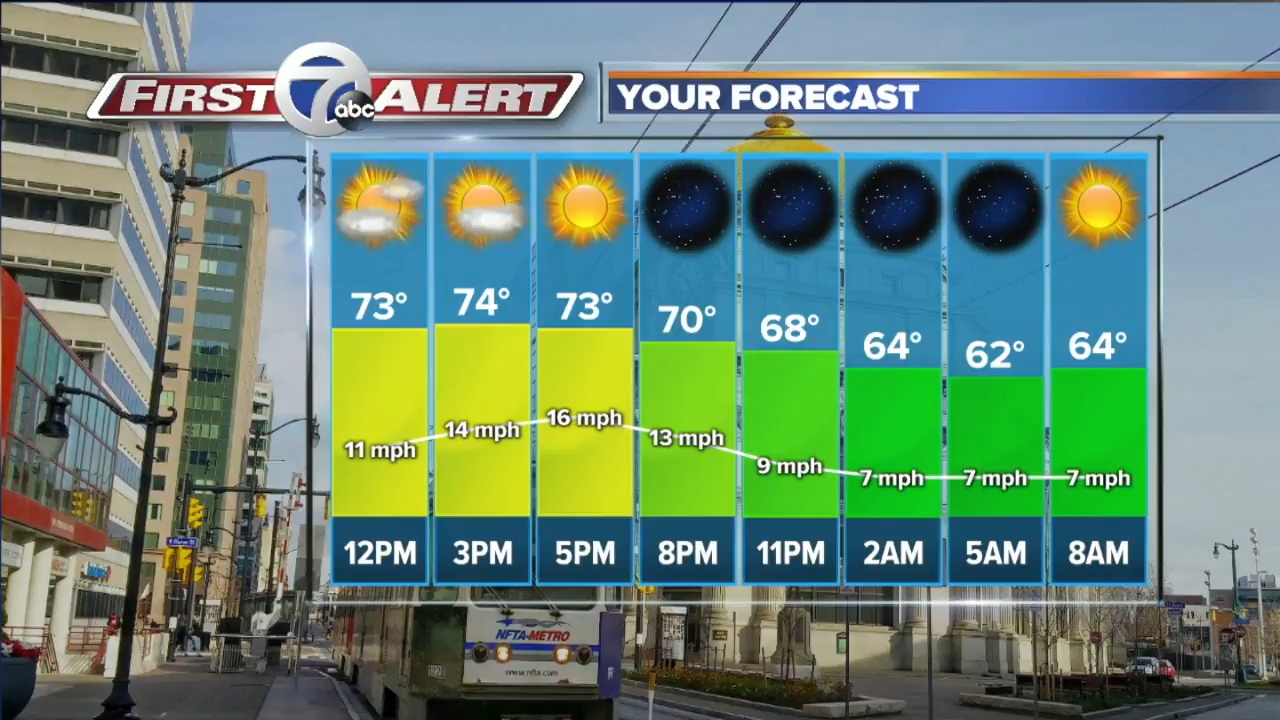 FIRST 7 abc ALERT
YOUR FORECAST
73° 74° 73° 70° 68° 64° 62° 64°
11 mph 14 mph 16 mph 13 mph 9 mph 7 mph 7 mph 7 mph
12PM 3PM 5PM 8PM 11PM 2AM 5AM 8AM
NFTA-METRO
www.nfta.com